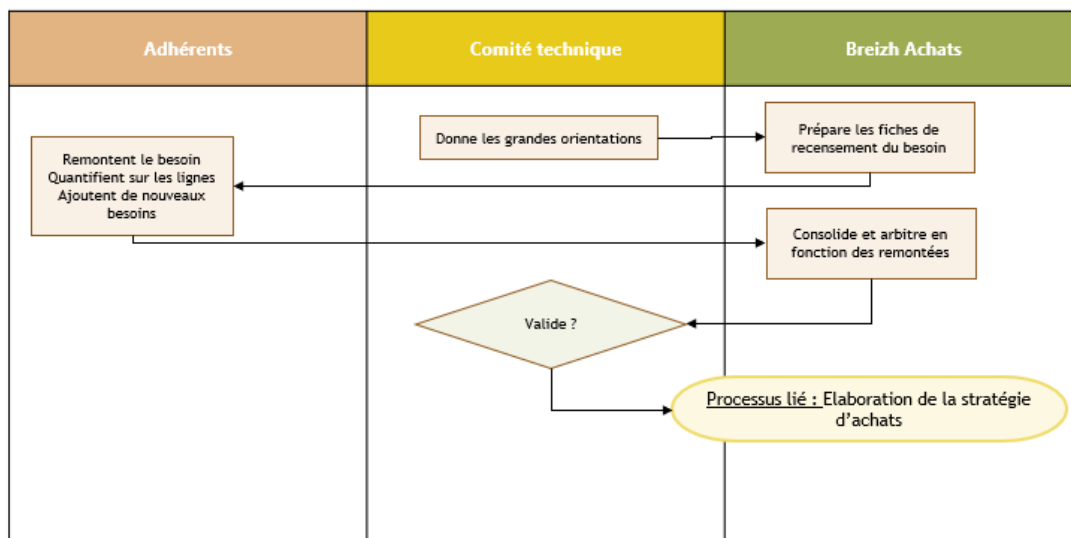 Adhérents
Comité technique
Breizh Achats
Donne les grandes orientations
Prépare les fiches de
recensement du besoin
Remontent le besoin
Quantifient sur les lignes
Ajoutent de nouveaux
besoins
Consolide et arbitre en
fonction des remontées
Valide ?
Processus lié : Elaboration de la stratégie
d'achats